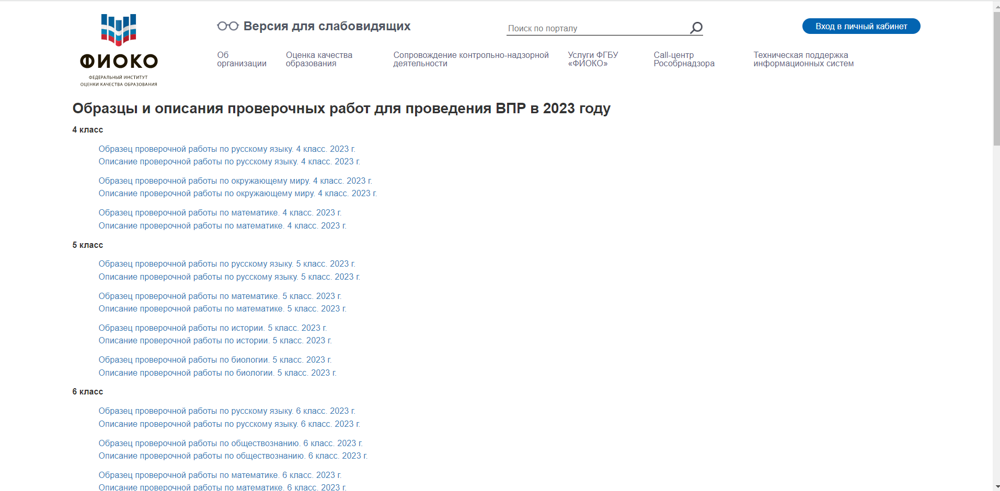 Версия для слабовидящих
Поиск по порталу
Вход в личный кабинет
ФИОКО
ФЕДЕРАЛЬНЫЙ ИНСТИТУТ
ОЦЕНКИ КАЧЕСТВА ОБРАЗОВАНИЯ
Об
организации
Оценка качества
образования
Сопровождение контрольно-надзорной
деятельности
Услуги ФГБУ
«ФИОКО»
Call-центр
Рособрнадзора
Техническая поддержка
информационных систем
Образцы и описания проверочных работ для проведения ВПР в 2023 году
4 класс
Образец проверочной работы по русскому языку. 4 класс. 2023 г.
Описание проверочной работы по русскому языку. 4 класс. 2023 г.
Образец проверочной работы по окружающему миру. 4 класс. 2023 г.
Описание проверочной работы по окружающему миру. 4 класс. 2023 г.
Образец проверочной работы по математике. 4 класс. 2023 г.
Описание проверочной работы по математике. 4 класс. 2023 г.
5 класс
Образец проверочной работы по русскому языку. 5 класс. 2023 г.
Описание проверочной работы по русскому языку. 5 класс. 2023 г.
Образец проверочной работы по математике. 5 класс. 2023 г.
Описание проверочной работы по математике. 5 класс. 2023 г.
Образец проверочной работы по истории. 5 класс. 2023 г.
Описание проверочной работы по истории. 5 класс. 2023 г.
Образец проверочной работы по биологии. 5 класс. 2023 г.
Описание проверочной работы по биологии. 5 класс. 2023 г.
6 класс
Образец проверочной работы по русскому языку. 6 класс. 2023 г.
Описание проверочной работы по русскому языку. 6 класс. 2023 г.
Образец проверочной работы по обществознанию. 6 класс. 2023 г.
Описание проверочной работы по обществознанию. 6 класс. 2023 г.
Образец проверочной работы по математике. 6 класс. 2023 г.
Описание проверочной работы по математике. 6 класс. 2023 г.